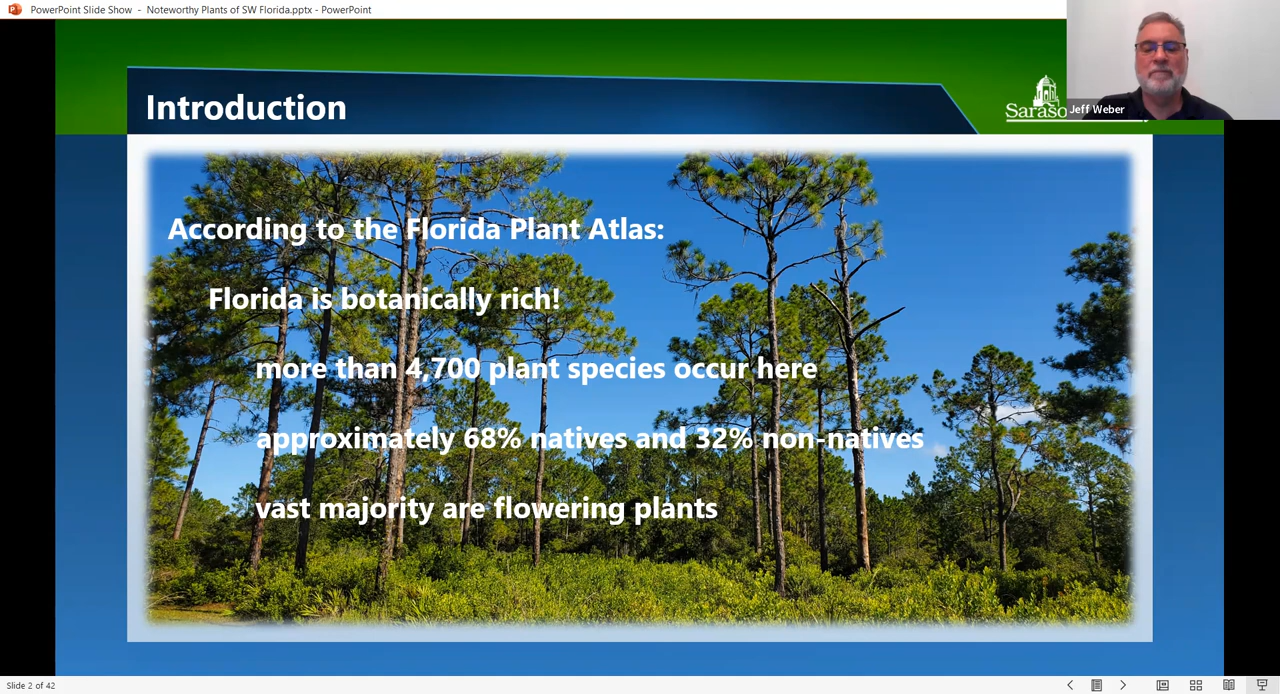 PowerPoint Slide Show - Noteworthy Plants of SW Florida.pptx - PowerPoint
Introduction
Jeff Weber
According to the Florida Plant Atlas:
Florida is botanically rich!
more than 4,700 plant species occur here
approximately 68% natives and 32% non-natives
vast majority are flowering plants
Slide 2 of 42